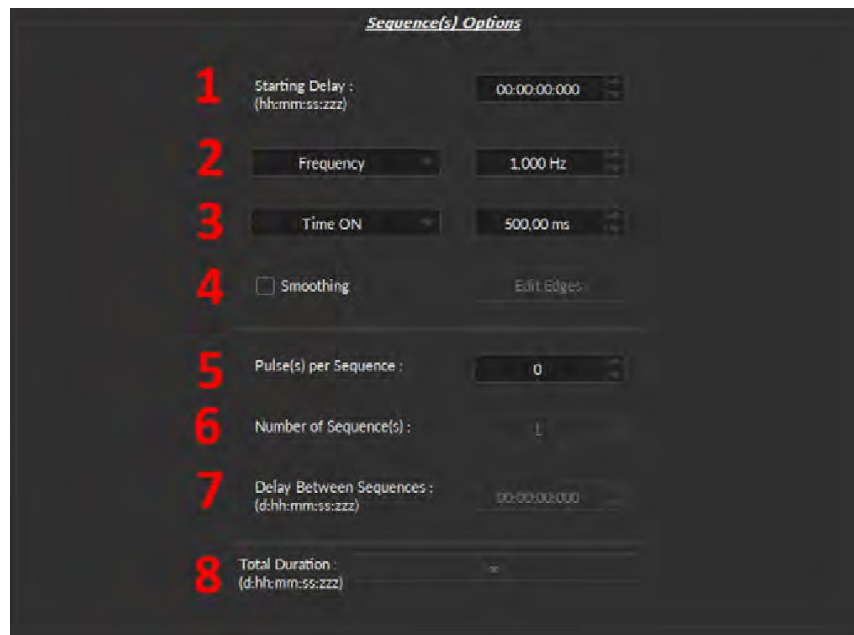 Sequence(s) Options
1 Starting Delay : 00:00:00:000
(hh:mm:ss:zzz)
2 Frequency 1.000 Hz
3 Time ON 500,00 ms
4 Smoothing Edit Edges
5 Pulse(s) per Sequence : 0
6 Number of Sequence(s) : 1
7 Delay Between Sequences : 00:00:00:000
(d:hh:mm:ss:zzz)
8 Total Duration : ∞
(d:hh:mm:ss:zzz)